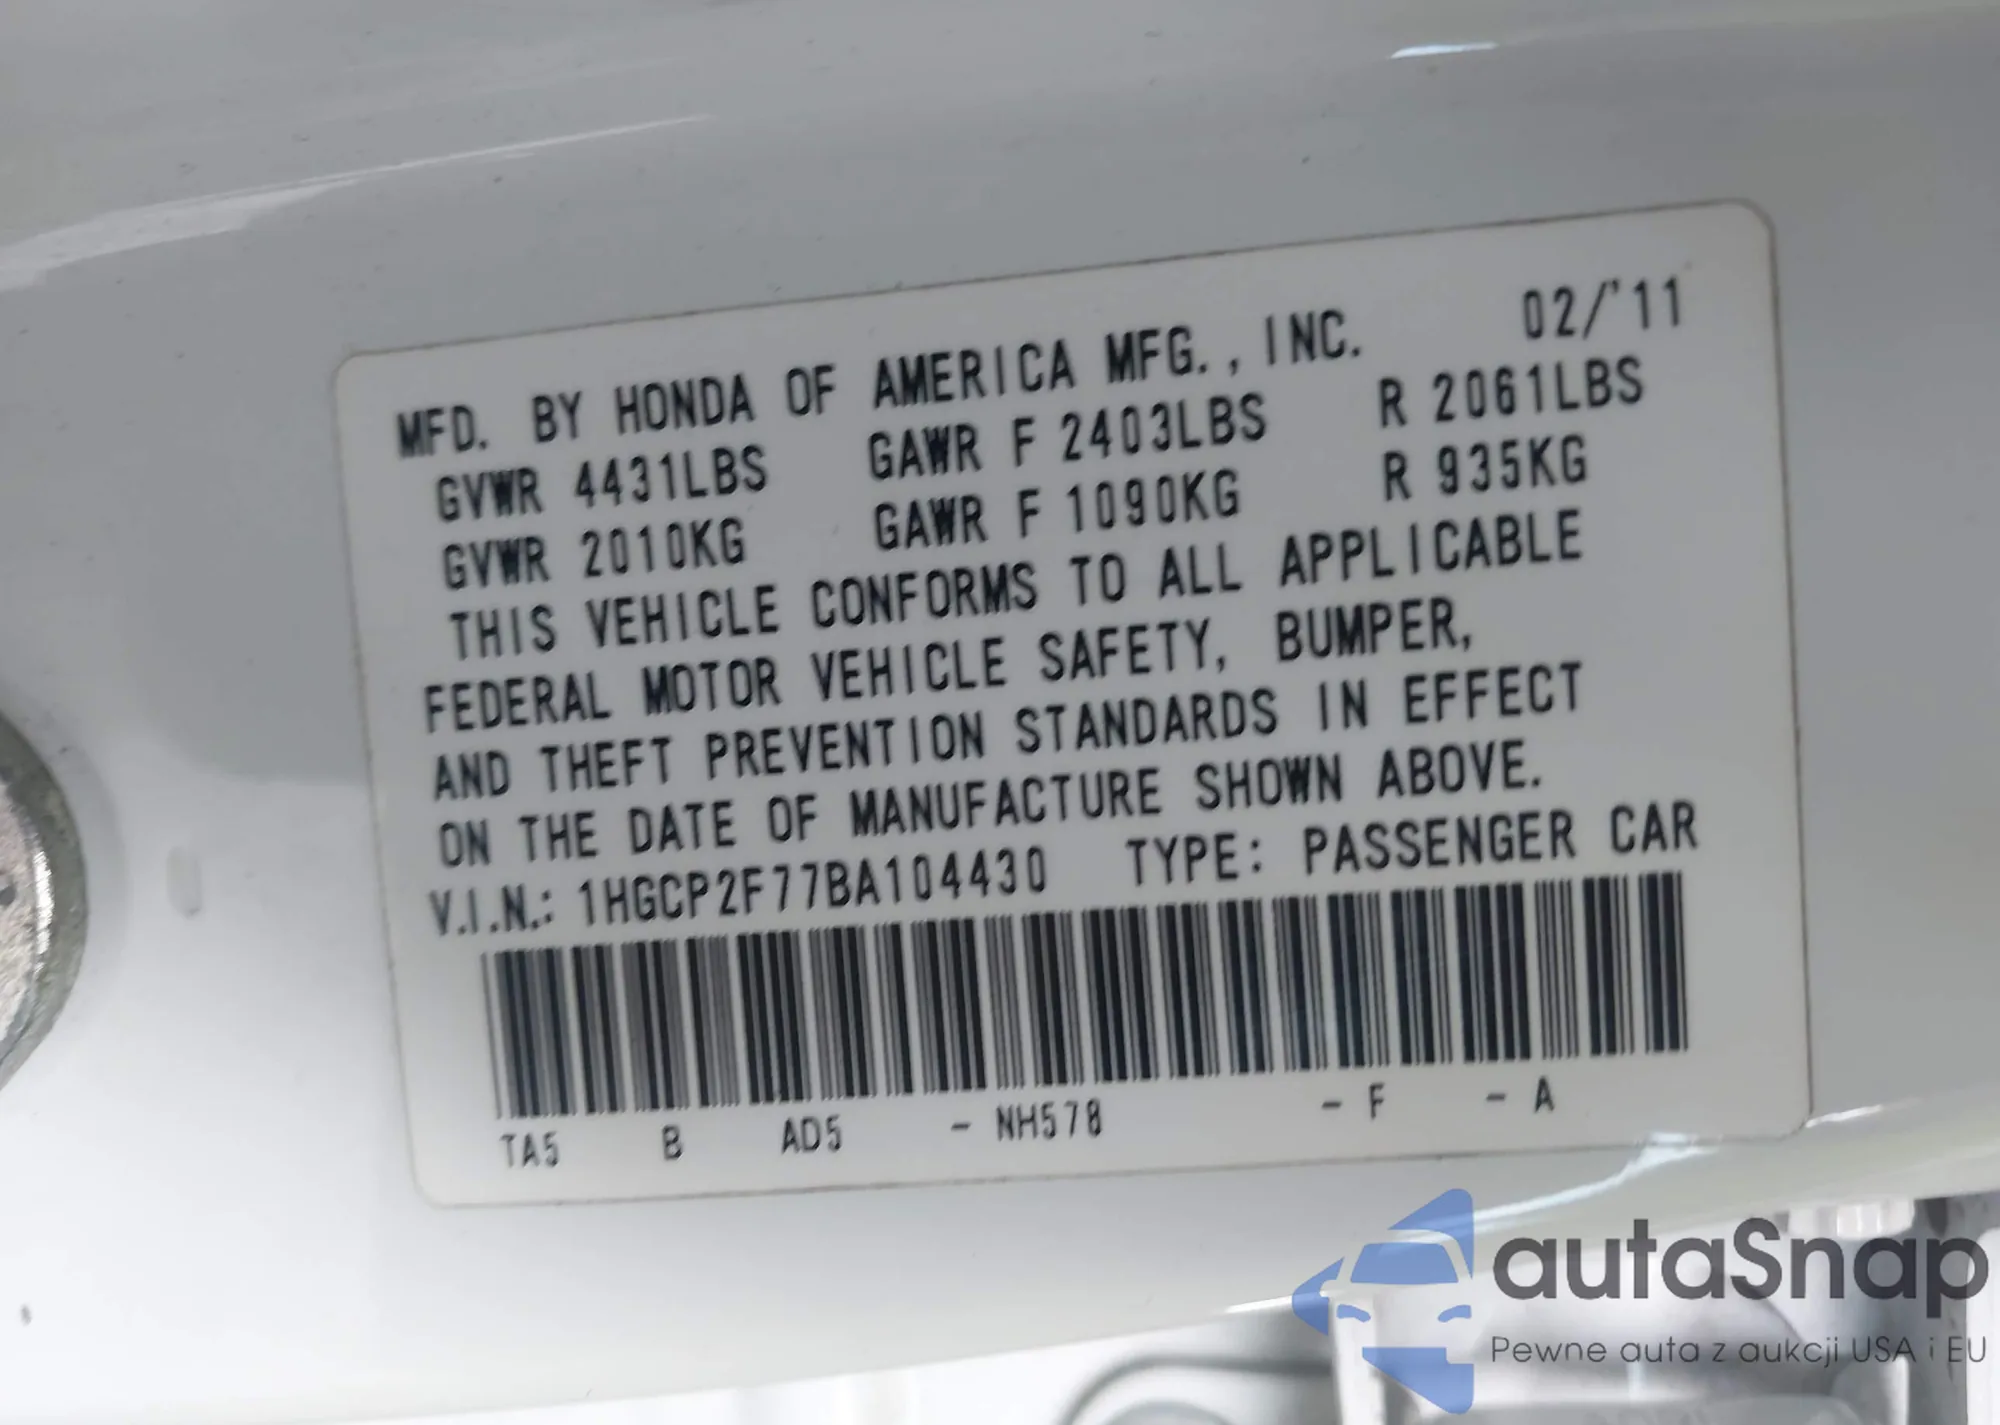 MFD. BY HONDA OF AMERICA MFG., INC. 02/'11
GVWR 4431LBS GAWR F 2403LBS R 2061LBS
GVWR 2010KG GAWR F 1090KG R 935KG
THIS VEHICLE CONFORMS TO ALL APPLICABLE
FEDERAL MOTOR VEHICLE SAFETY, BUMPER,
AND THEFT PREVENTION STANDARDS IN EFFECT
ON THE DATE OF MANUFACTURE SHOWN ABOVE.
V.I.N.: 1HGCP2F77BA104430 TYPE: PASSENGER CAR
TA5 B AD5 - NH578 - F - A
autaSnap
Pewne auta z aukcji USA i EU